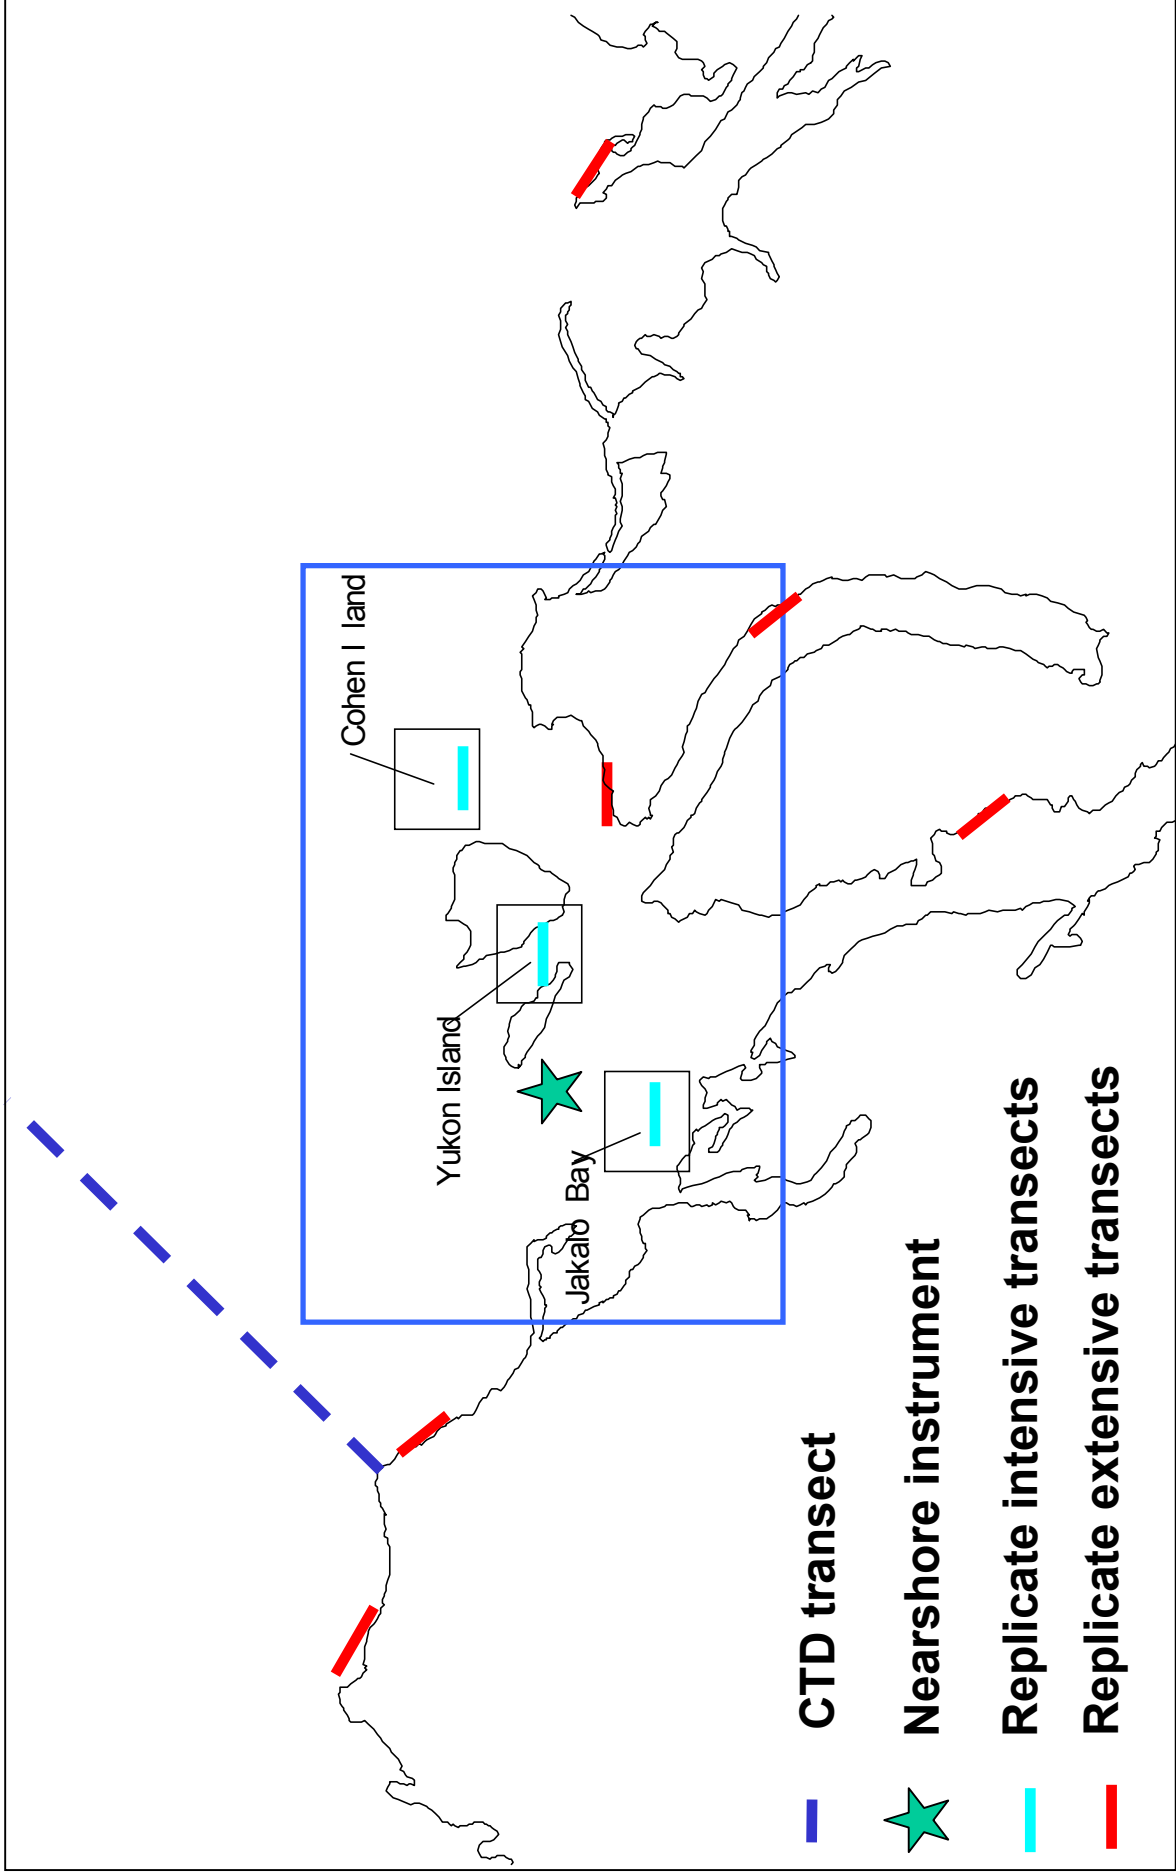 Cohen I land
Yukon Island
Jakalo Bay
CTD transect
Nearshore instrument
Replicate intensive transects
Replicate extensive transects